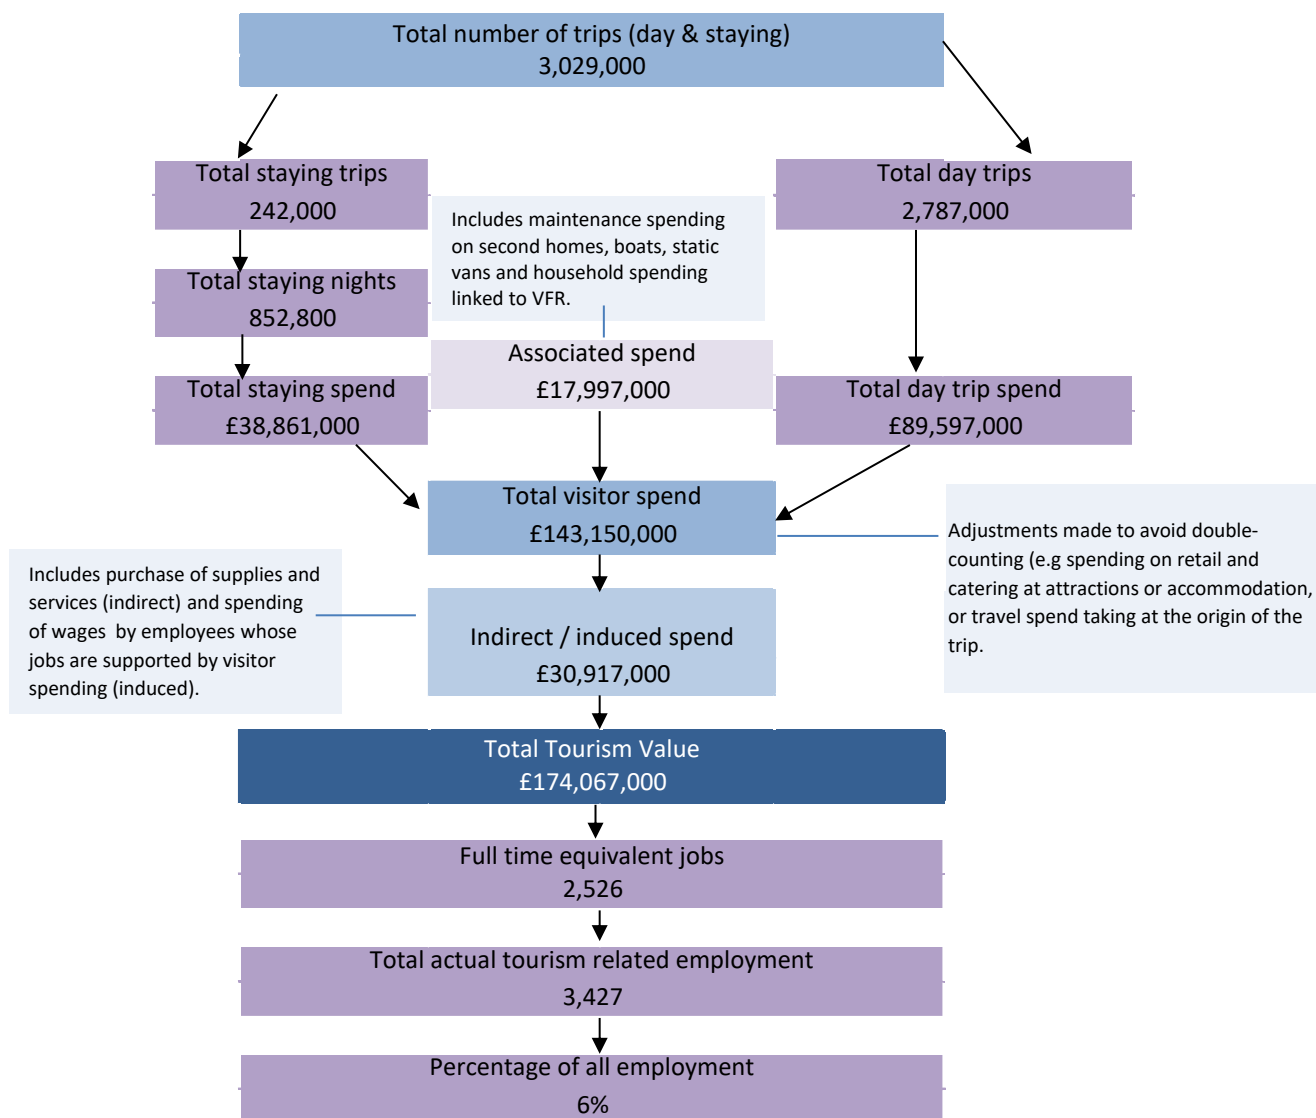 Total number of trips (day & staying)
3,029,000
Total staying trips
242,000
Total day trips
2,787,000
Includes maintenance spending
on second homes, boats, static
vans and household spending
linked to VFR.
Total staying nights
852,800
Associated spend
£17,997,000
Total staying spend
£38,861,000
Total day trip spend
£89,597,000
Total visitor spend
£143,150,000
Adjustments made to avoid double-
counting (e.g spending on retail and
catering at attractions or accommodation,
or travel spend taking at the origin of the
trip.
Includes purchase of supplies and
services (indirect) and spending
of wages by employees whose
jobs are supported by visitor
spending (induced).
Indirect / induced spend
£30,917,000
Total Tourism Value
£174,067,000
Full time equivalent jobs
2,526
Total actual tourism related employment
3,427
Percentage of all employment
6%